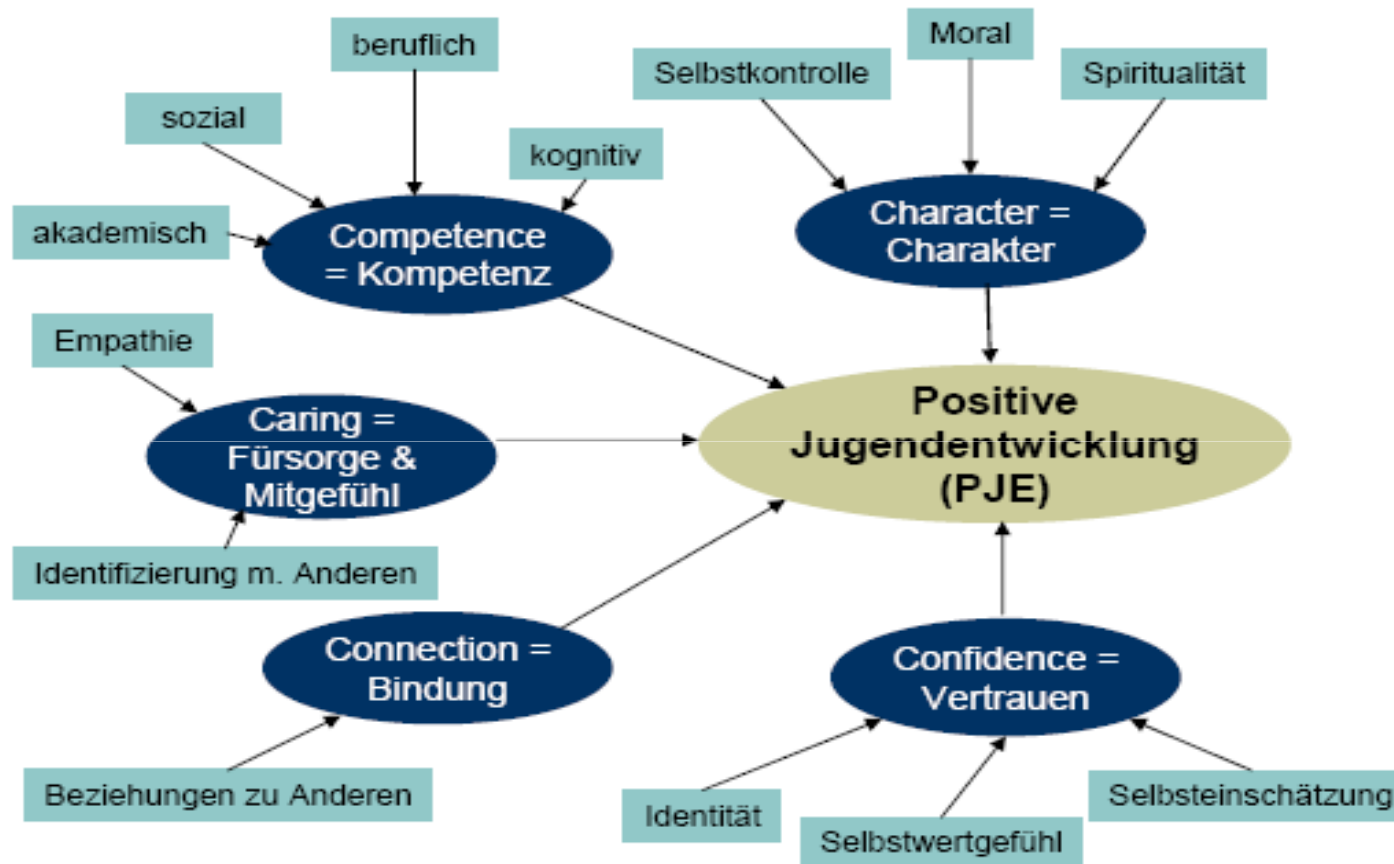 beruflich
Moral
Selbstkontrolle
Spiritualität
sozial
kognitiv
akademisch
Competence
= Kompetenz
Character =
Charakter
Empathie
Caring =
Fürsorge &
Mitgefühl
Positive
Jugendentwicklung
(PJE)
Identifizierung m. Anderen
Connection =
Bindung
Confidence =
Vertrauen
Beziehungen zu Anderen
Identität
Selbstwertgefühl
Selbsteinschätzung